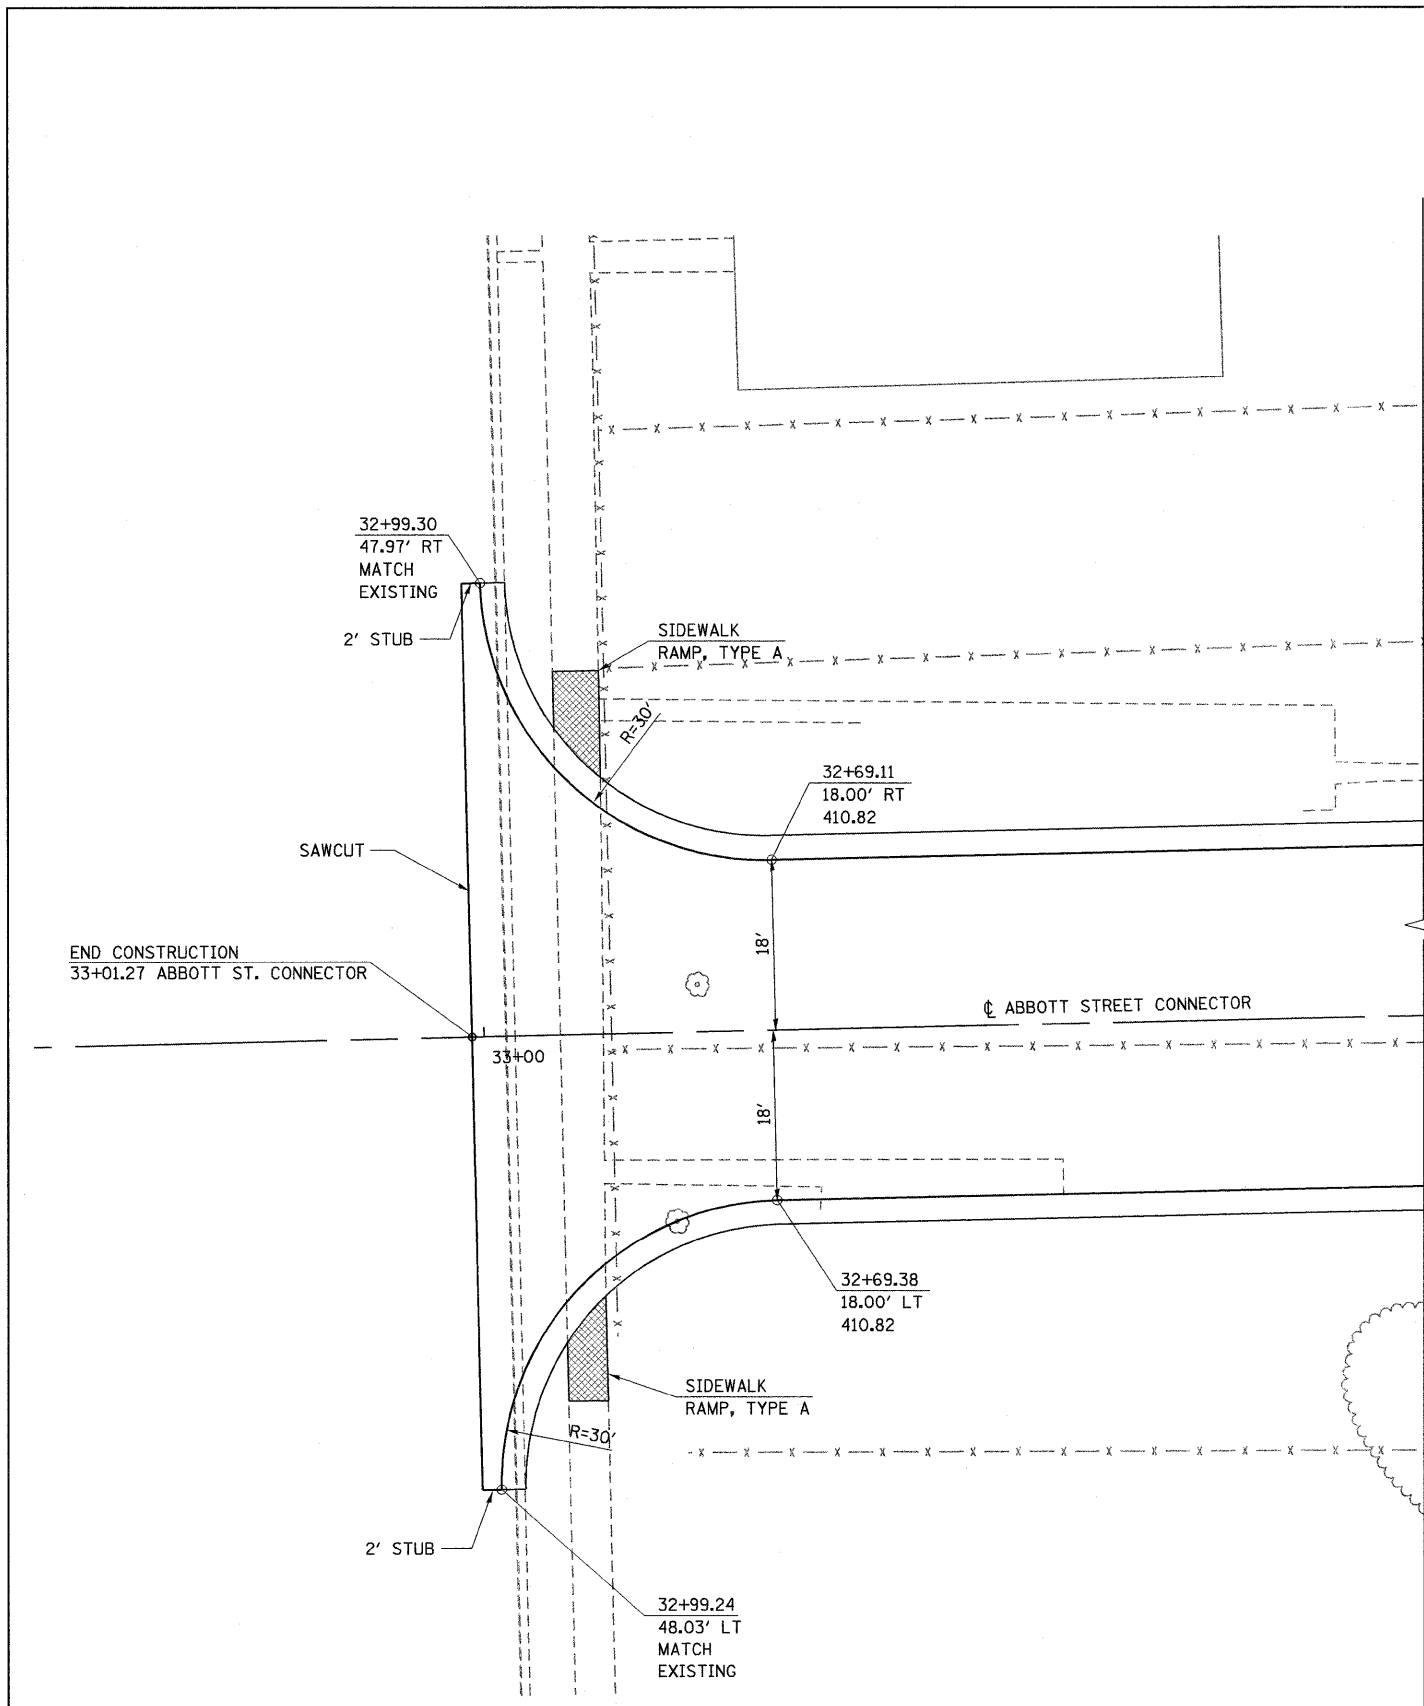 32+99.30
47.97' RT
MATCH
EXISTING
2' STUB
SIDEWALK
RAMP, TYPE A
R=30'
32+69.11
18.00' RT
410.82
SAWCUT
18'
END CONSTRUCTION
33+01.27 ABBOTT ST. CONNECTOR
℄ ABBOTT STREET CONNECTOR
33+00
18'
32+69.38
18.00' LT
410.82
SIDEWALK
RAMP, TYPE A
R=30'
2' STUB
32+99.24
48.03' LT
MATCH
EXISTING